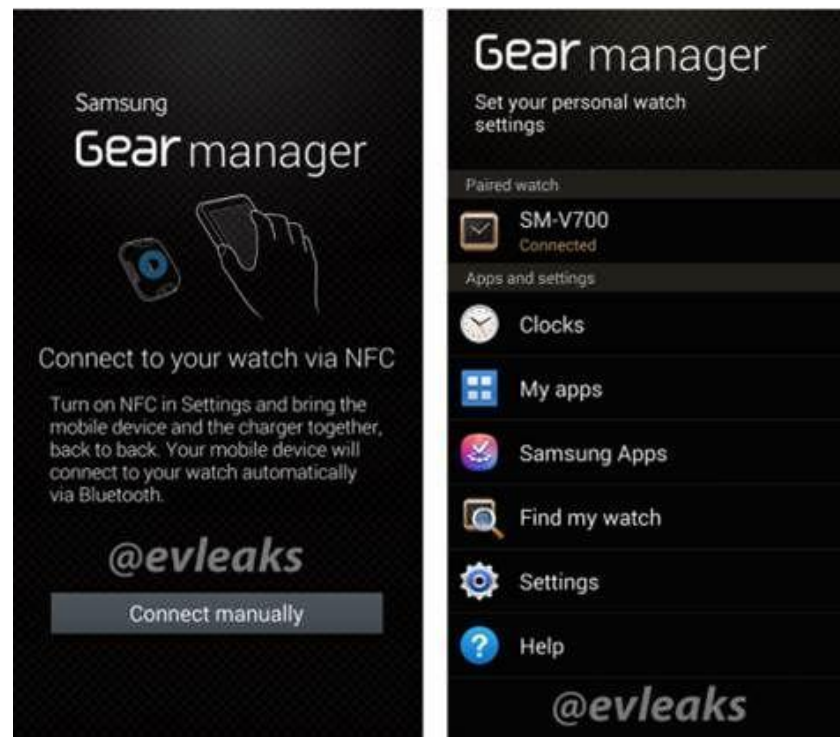 Samsung
Gear manager
Connect to your watch via NFC
Turn on NFC in Settings and bring the
mobile device and the charger together,
back to back. Your mobile device will
connect to your watch automatically
via Bluetooth.
@evleaks
Connect manually
Gear manager
Set your personal watch
settings
Paired watch
SM-V700
Connected
Apps and settings
Clocks
My apps
Samsung Apps
Find my watch
Settings
Help
@evleaks